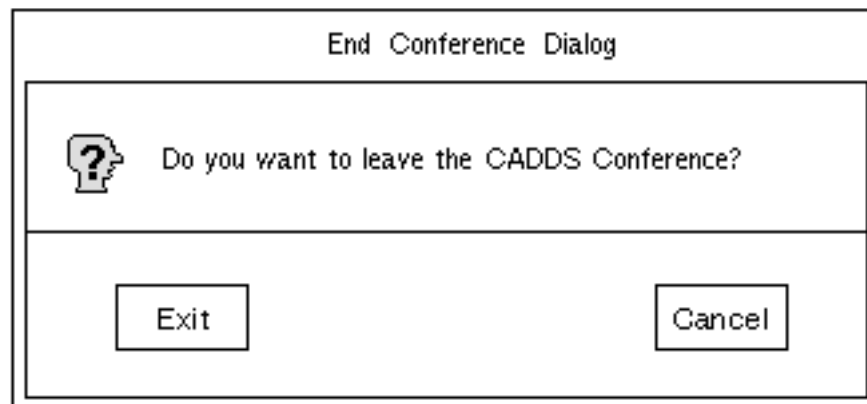 End Conference Dialog
? Do you want to leave the CADDS Conference?
Exit Cancel